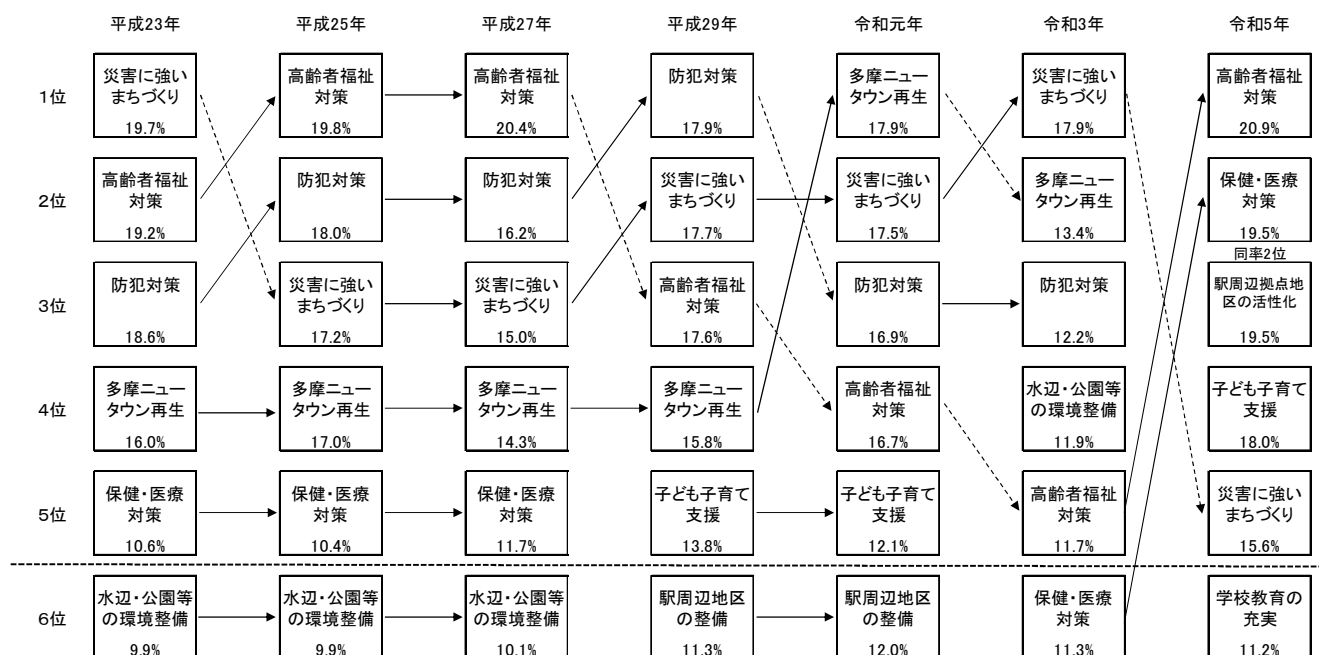 平成23年 平成25年 平成27年 平成29年 令和元年 令和3年 令和5年
1位
災害に強い
まちづくり
19.7%
高齢者福祉
対策
19.8%
高齢者福祉
対策
20.4%
防犯対策
17.9%
多摩ニュー
タウン再生
17.9%
災害に強い
まちづくり
17.9%
高齢者福祉
対策
20.9%
2位
高齢者福祉
対策
19.2%
防犯対策
18.0%
防犯対策
16.2%
災害に強い
まちづくり
17.7%
災害に強い
まちづくり
17.5%
多摩ニュー
タウン再生
13.4%
保健・医療
対策
19.5%
同率2位
3位
防犯対策
18.6%
災害に強い
まちづくり
17.2%
災害に強い
まちづくり
15.0%
高齢者福祉
対策
17.6%
防犯対策
16.9%
防犯対策
12.2%
駅周辺拠点地
区の活性化
19.5%
4位
多摩ニュー
タウン再生
16.0%
多摩ニュー
タウン再生
17.0%
多摩ニュー
タウン再生
14.3%
多摩ニュー
タウン再生
15.8%
高齢者福祉
対策
16.7%
水辺・公園等
の環境整備
11.9%
子ども子育て
支援
18.0%
5位
保健・医療
対策
10.6%
保健・医療
対策
10.4%
保健・医療
対策
11.7%
子ども子育て
支援
13.8%
子ども子育て
支援
12.1%
高齢者福祉
対策
11.7%
災害に強い
まちづくり
15.6%
6位
水辺・公園等
の環境整備
9.9%
水辺・公園等
の環境整備
9.9%
水辺・公園等
の環境整備
10.1%
駅周辺地区
の整備
11.3%
駅周辺地区
の整備
12.0%
保健・医療
対策
11.3%
学校教育の
充実
11.2%